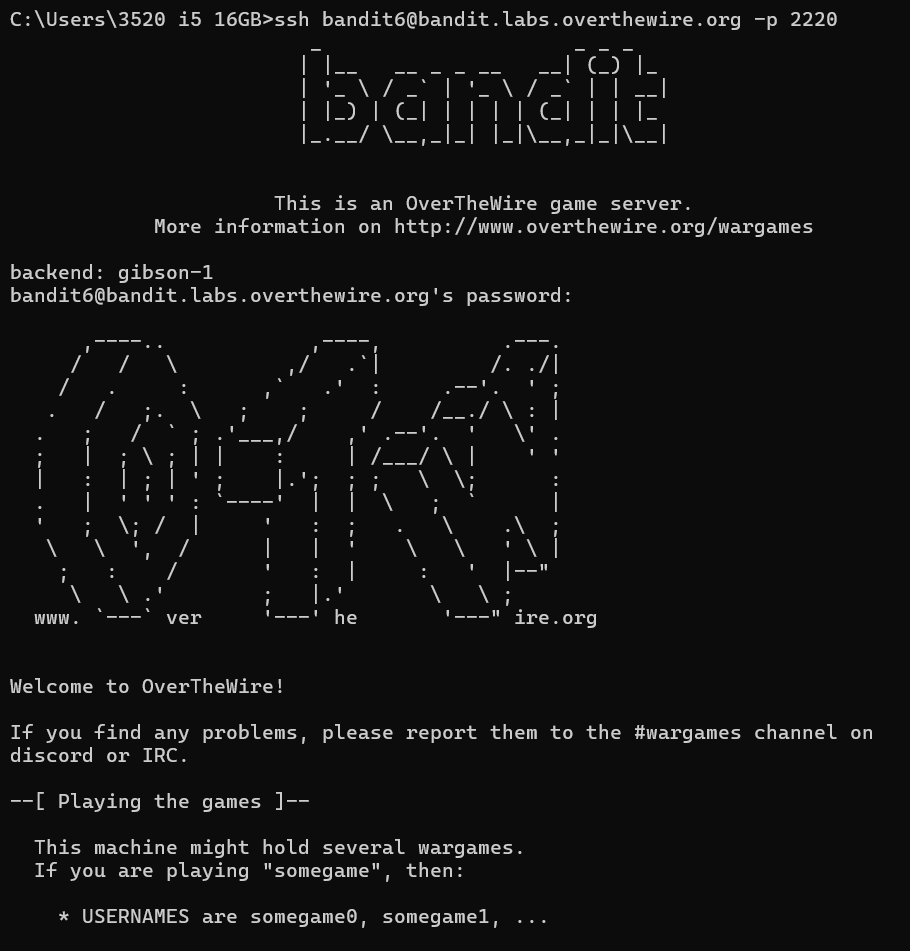 C:\Users\3520 i5 16GB>ssh bandit6@bandit.labs.overthewire.org -p 2220
bandit
This is an OverTheWire game server.
More information on http://www.overthewire.org/wargames
backend: gibson-1
bandit6@bandit.labs.overthewire.org's password:
OTW
www. ver he ire.org
Welcome to OverTheWire!
If you find any problems, please report them to the #wargames channel on
discord or IRC.
--[ Playing the games ]--
This machine might hold several wargames.
If you are playing "somegame", then:
* USERNAMES are somegame0, somegame1, ...